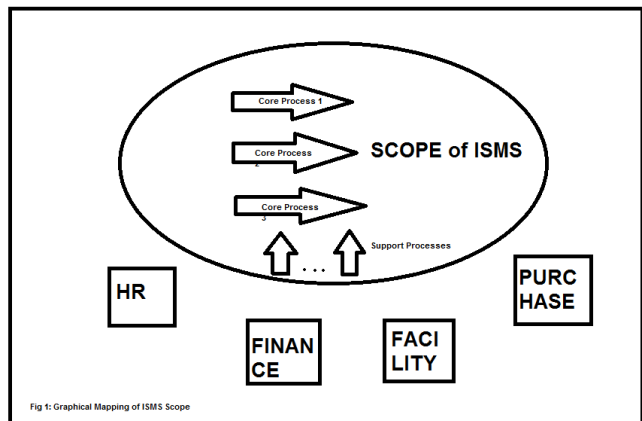 Core Process 1
Core Process
2
SCOPE of ISMS
Core Process
3
Support Processes
...
HR
PURC
HASE
FINAN
CE
FACI
LITY
Fig 1: Graphical Mapping of ISMS Scope